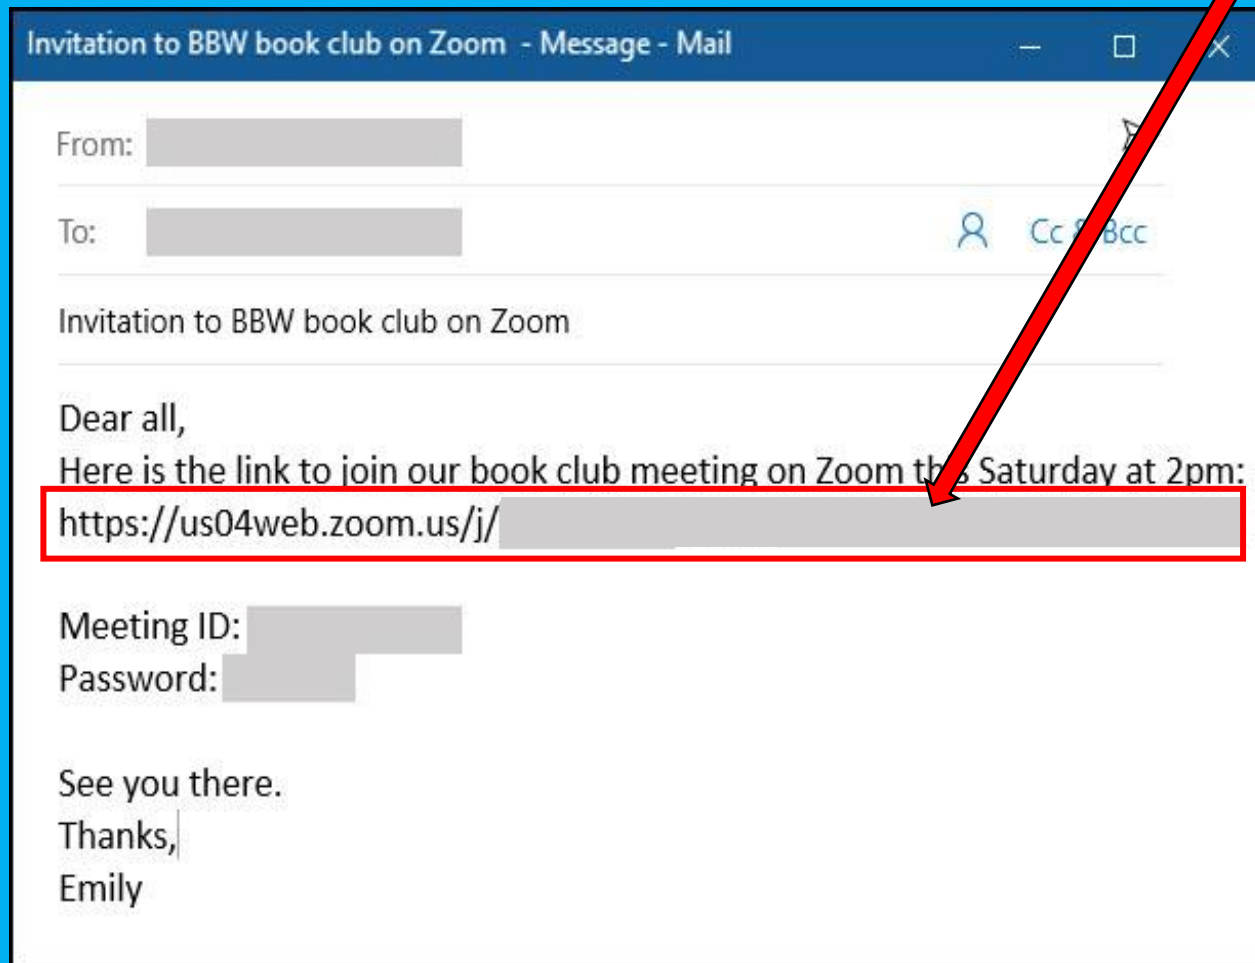 Invitation to BBW book club on Zoom - Message - Mail
From:
To:
Cc & Bcc
Invitation to BBW book club on Zoom
Dear all,
Here is the link to join our book club meeting on Zoom this Saturday at 2pm:
https://us04web.zoom.us/j/
Meeting ID:
Password:
See you there.
Thanks,
Emily